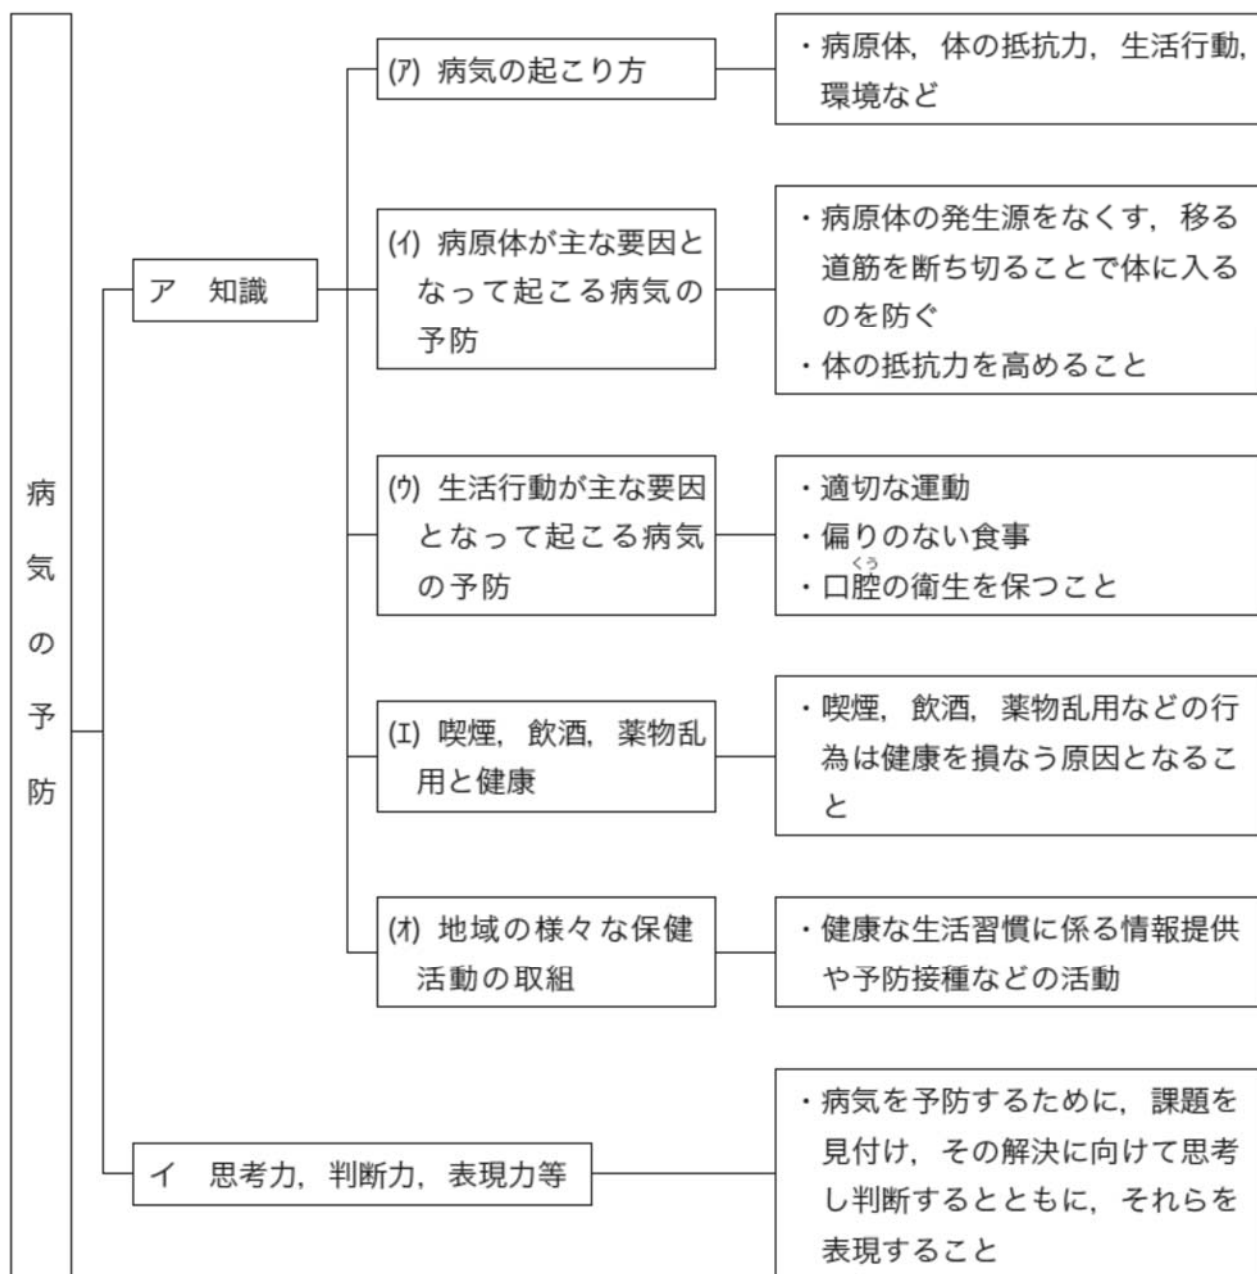 病気の予防
ア　知識
(ア) 病気の起こり方
・病原体，体の抵抗力，生活行動，
環境など
(イ) 病原体が主な要因と
なって起こる病気の
予防
・病原体の発生源をなくす，移る
道筋を断ち切ることで体に入る
のを防ぐ
・体の抵抗力を高めること
(ウ) 生活行動が主な要因
となって起こる病気
の予防
・適切な運動
・偏りのない食事
くう
・口腔の衛生を保つこと
(エ) 喫煙，飲酒，薬物乱
用と健康
・喫煙，飲酒，薬物乱用などの行
為は健康を損なう原因となるこ
と
(オ) 地域の様々な保健
活動の取組
・健康な生活習慣に係る情報提供
や予防接種などの活動
イ　思考力，判断力，表現力等
・病気を予防するために，課題を
見付け，その解決に向けて思考
し判断するとともに，それらを
表現すること